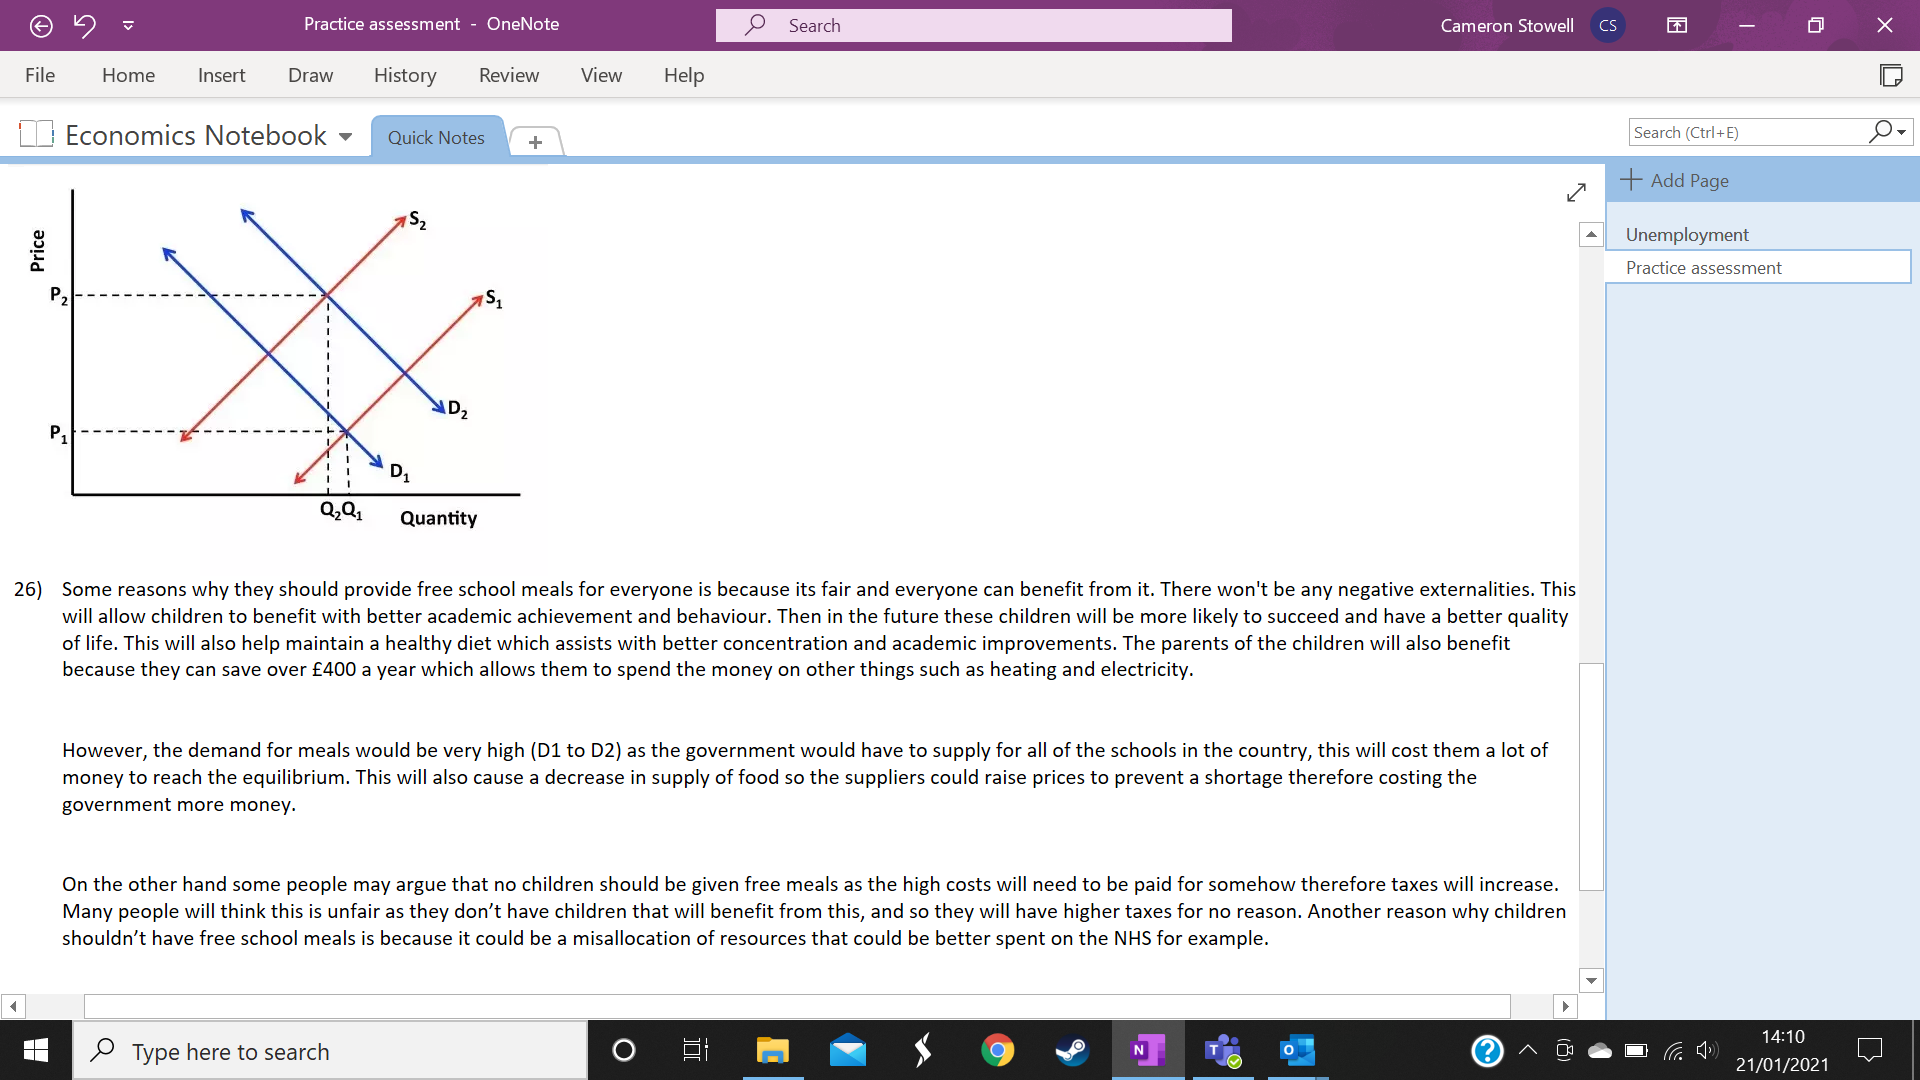 Practice assessment - OneNote
Search
Cameron Stowell CS
File Home Insert Draw History Review View Help
Economics Notebook
Quick Notes
+
Search (Ctrl+E)
Add Page
Unemployment
Practice assessment
Price
S2
P2
S1
D2
P1
D1
Q2Q1
Quantity
26) Some reasons why they should provide free school meals for everyone is because its fair and everyone can benefit from it. There won't be any negative externalities. This
will allow children to benefit with better academic achievement and behaviour. Then in the future these children will be more likely to succeed and have a better quality
of life. This will also help maintain a healthy diet which assists with better concentration and academic improvements. The parents of the children will also benefit
because they can save over £400 a year which allows them to spend the money on other things such as heating and electricity.
However, the demand for meals would be very high (D1 to D2) as the government would have to supply for all of the schools in the country, this will cost them a lot of
money to reach the equilibrium. This will also cause a decrease in supply of food so the suppliers could raise prices to prevent a shortage therefore costing the
government more money.
On the other hand some people may argue that no children should be given free meals as the high costs will need to be paid for somehow therefore taxes will increase.
Many people will think this is unfair as they don’t have children that will benefit from this, and so they will have higher taxes for no reason. Another reason why children
shouldn’t have free school meals is because it could be a misallocation of resources that could be better spent on the NHS for example.
Type here to search
N
T
O
?
14:10
21/01/2021